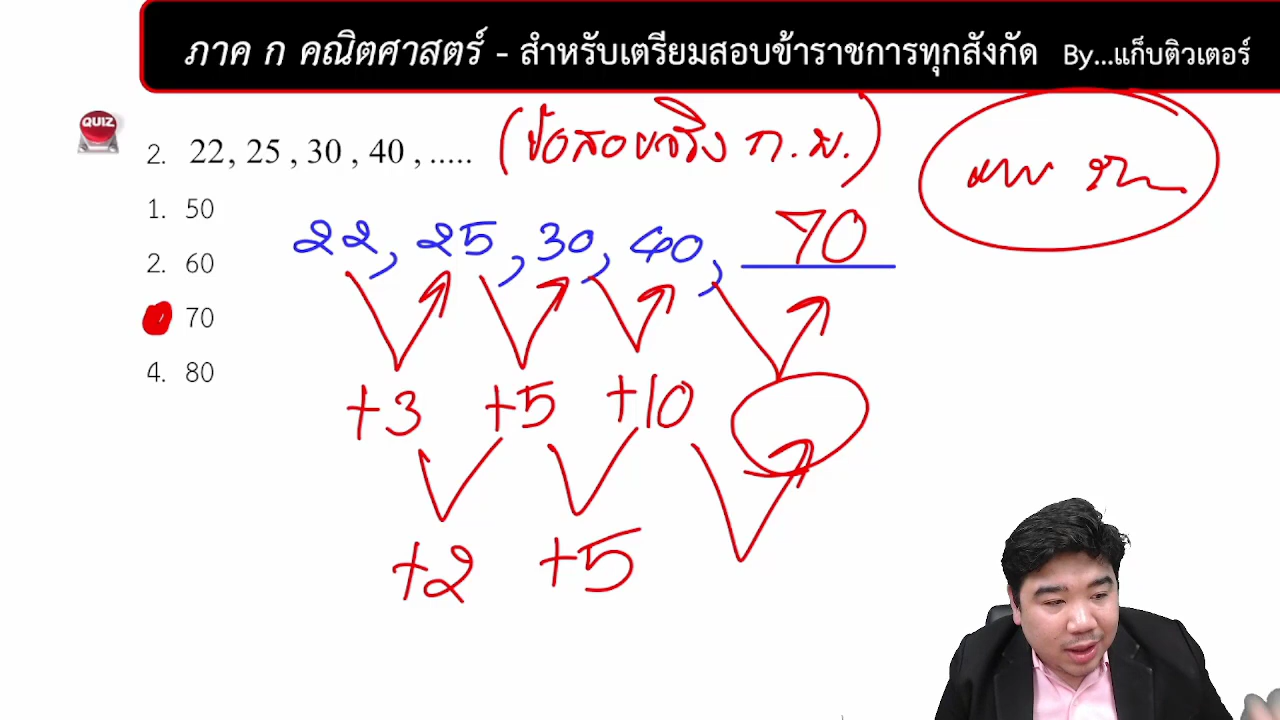 ภาค ก คณิตศาสตร์ - สำหรับเตรียมสอบข้าราชการทุกสังกัด By...แก็บติวเตอร์
QUIZ
2. 22, 25 , 30 , 40 , .....
(ข้อสอบจริง ก.พ.)
1. 50
2. 60
70
4. 80
22, 25, 30, 40, 70
+3 +5 +10
+2 +5